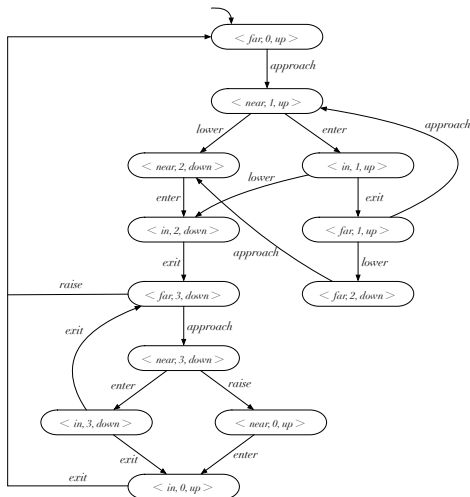 < far, 0, up >
approach
< near, 1, up >
lower
enter
approach
< near, 2, down >
< in, 1, up >
lower
enter
exit
< in, 2, down >
< far, 1, up >
approach
exit
lower
raise
< far, 3, down >
< far, 2, down >
exit
approach
< near, 3, down >
enter
raise
< in, 3, down >
< near, 0, up >
exit
enter
exit
< in, 0, up >